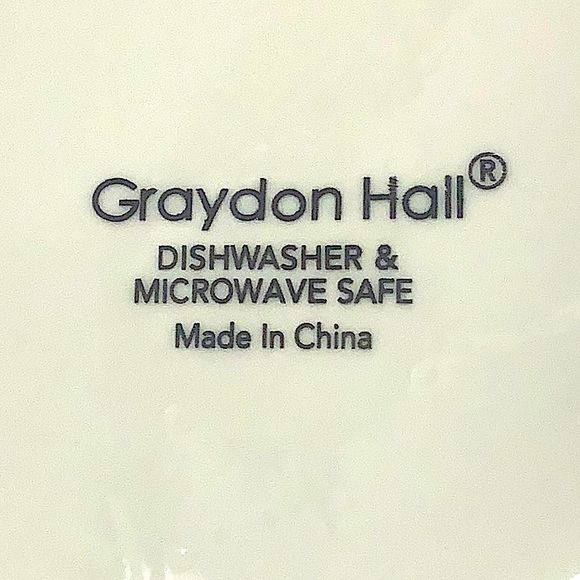 Graydon Hall®
DISHWASHER &
MICROWAVE SAFE
Made In China